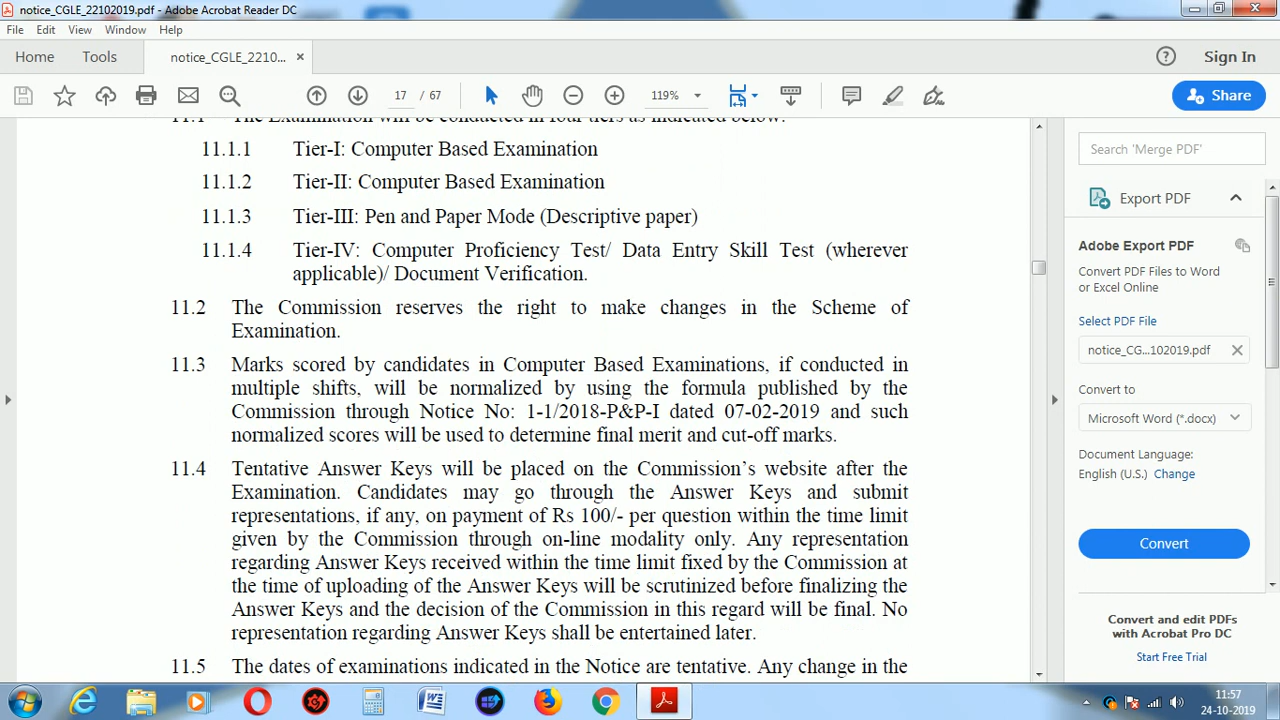 notice_CGLE_22102019.pdf - Adobe Acrobat Reader DC
File Edit View Window Help
Home Tools notice_CGLE_2210... × ? Sign In
17 / 67 119% Share
11.1 The Examination will be conducted in four tiers as indicated below:
11.1.1 Tier-I: Computer Based Examination
11.1.2 Tier-II: Computer Based Examination
11.1.3 Tier-III: Pen and Paper Mode (Descriptive paper)
11.1.4 Tier-IV: Computer Proficiency Test/ Data Entry Skill Test (wherever
applicable)/ Document Verification.
11.2 The Commission reserves the right to make changes in the Scheme of
Examination.
11.3 Marks scored by candidates in Computer Based Examinations, if conducted in
multiple shifts, will be normalized by using the formula published by the
Commission through Notice No: 1-1/2018-P&P-I dated 07-02-2019 and such
normalized scores will be used to determine final merit and cut-off marks.
11.4 Tentative Answer Keys will be placed on the Commission's website after the
Examination. Candidates may go through the Answer Keys and submit
representations, if any, on payment of Rs 100/- per question within the time limit
given by the Commission through on-line modality only. Any representation
regarding Answer Keys received within the time limit fixed by the Commission at
the time of uploading of the Answer Keys will be scrutinized before finalizing the
Answer Keys and the decision of the Commission in this regard will be final. No
representation regarding Answer Keys shall be entertained later.
11.5 The dates of examinations indicated in the Notice are tentative. Any change in the
Search 'Merge PDF'
Export PDF
Adobe Export PDF
Convert PDF Files to Word
or Excel Online
Select PDF File
notice_CG...102019.pdf
Convert to
Microsoft Word (*.docx)
Document Language:
English (U.S.) Change
Convert
Convert and edit PDFs
with Acrobat Pro DC
Start Free Trial
11:57
24-10-2019